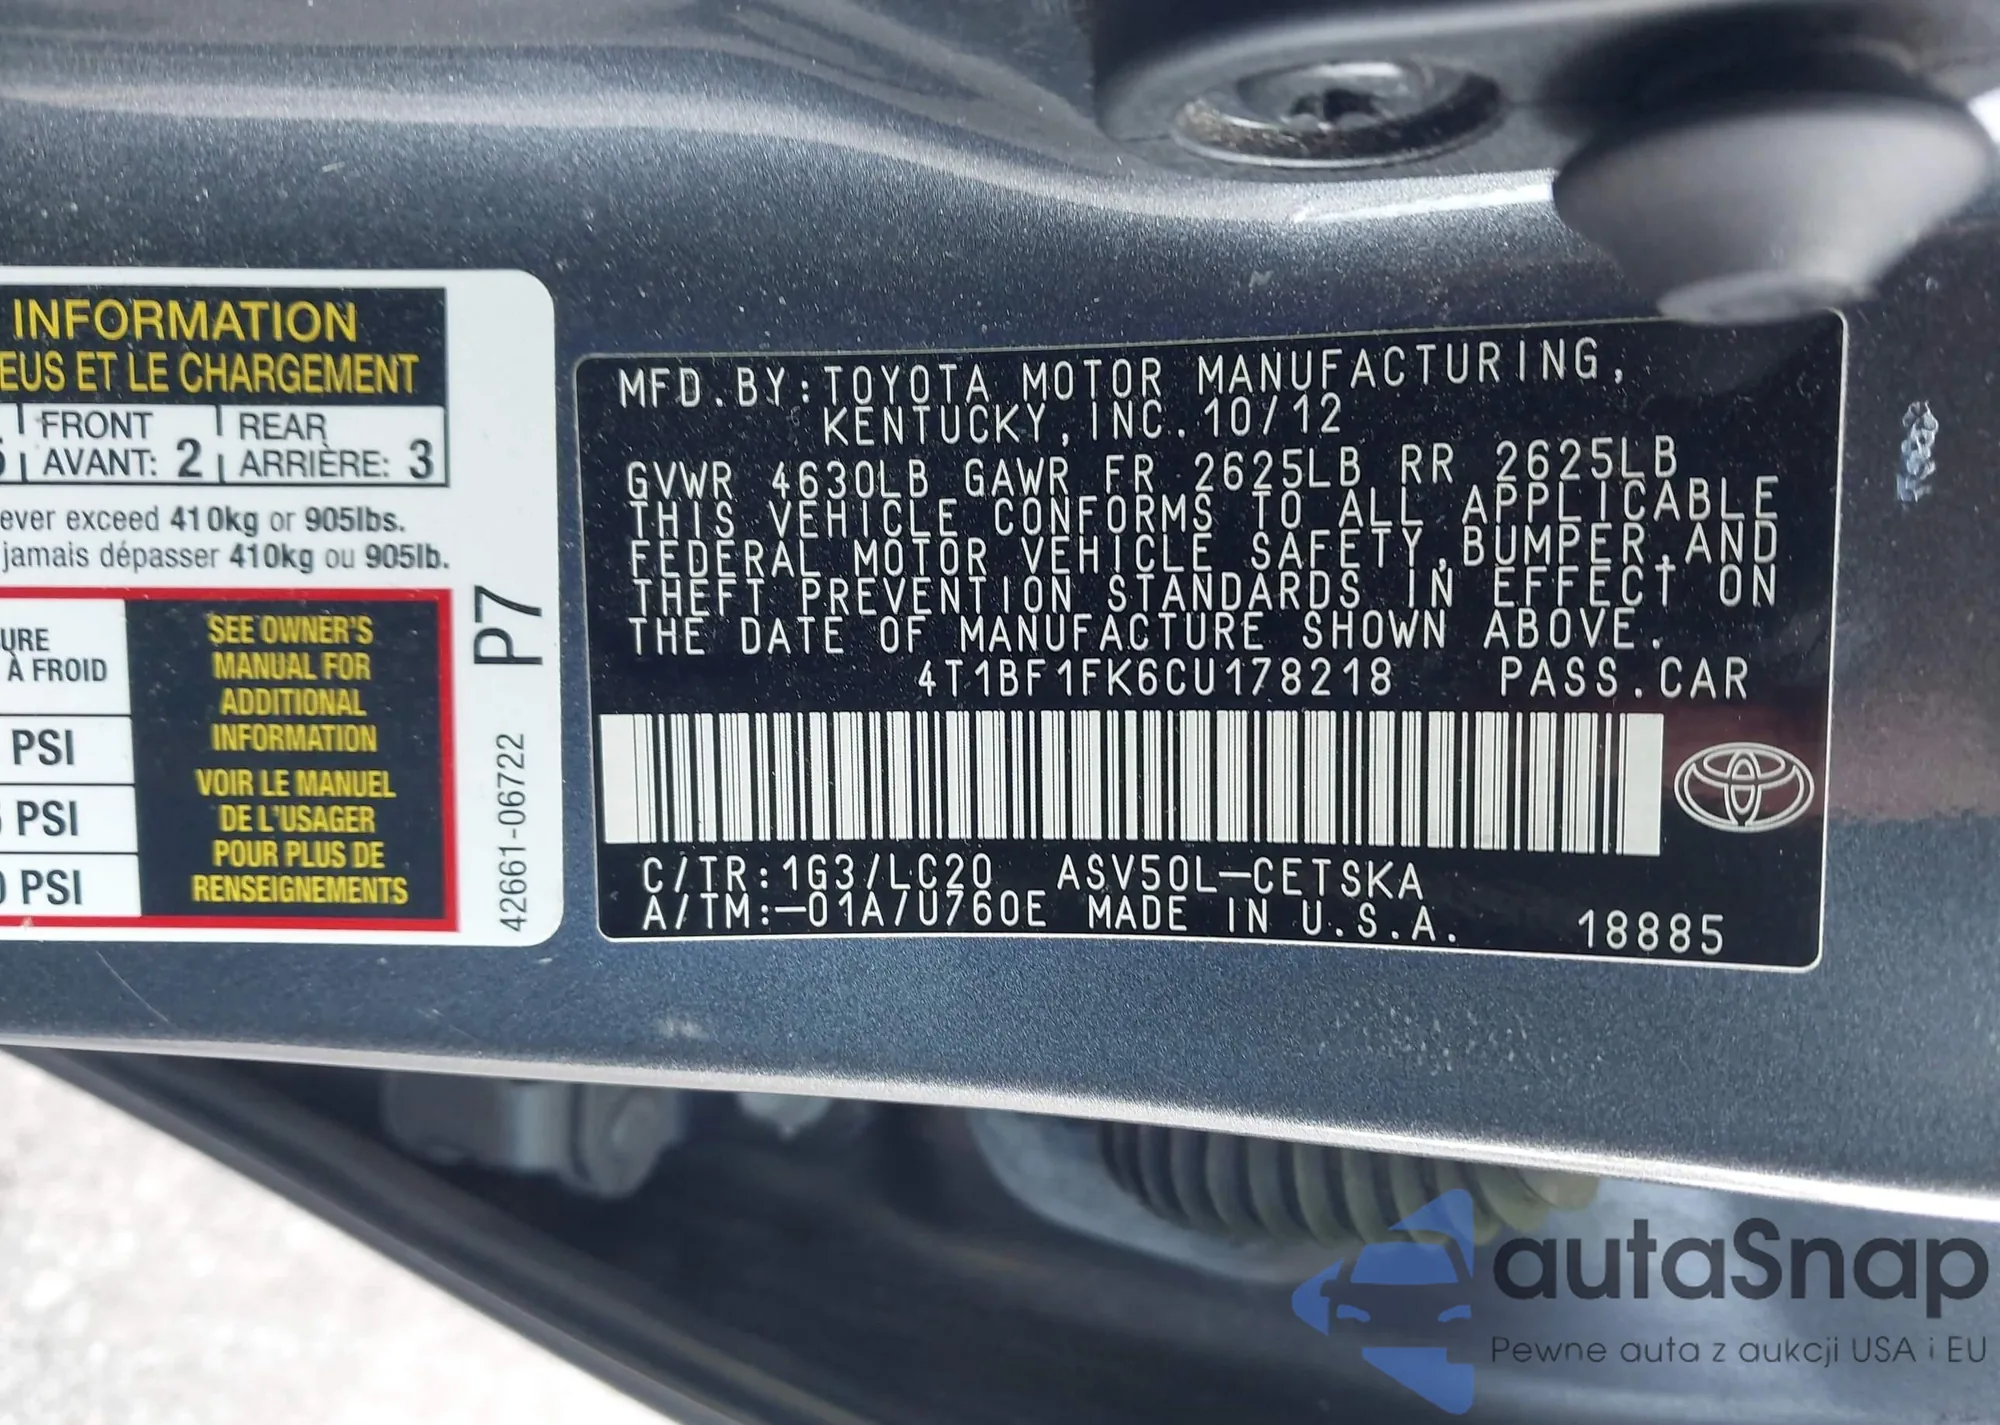 INFORMATION
EUS ET LE CHARGEMENT
FRONT REAR
AVANT: 2 ARRIÈRE: 3
ever exceed 410kg or 905lbs.
jamais dépasser 410kg ou 905lb.
URE
À FROID
PSI
PSI
PSI
SEE OWNER'S
MANUAL FOR
ADDITIONAL
INFORMATION
VOIR LE MANUEL
DE L'USAGER
POUR PLUS DE
RENSEIGNEMENTS
P7
42661-06722
MFD.BY:TOYOTA MOTOR MANUFACTURING,
KENTUCKY, INC. 10/12
GVWR 4630LB GAWR FR 2625LB RR 2625LB
THIS VEHICLE CONFORMS TO ALL APPLICABLE
FEDERAL MOTOR VEHICLE SAFETY,BUMPER,AND
THEFT PREVENTION STANDARDS IN EFFECT ON
THE DATE OF MANUFACTURE SHOWN ABOVE.
4T1BF1FK6CU178218 PASS.CAR
C/TR:1G3/LC20 ASV50L-CETSKA
A/TM:-01A/U760E MADE IN U.S.A. 18885
autaSnap
Pewne auta z aukcji USA i EU